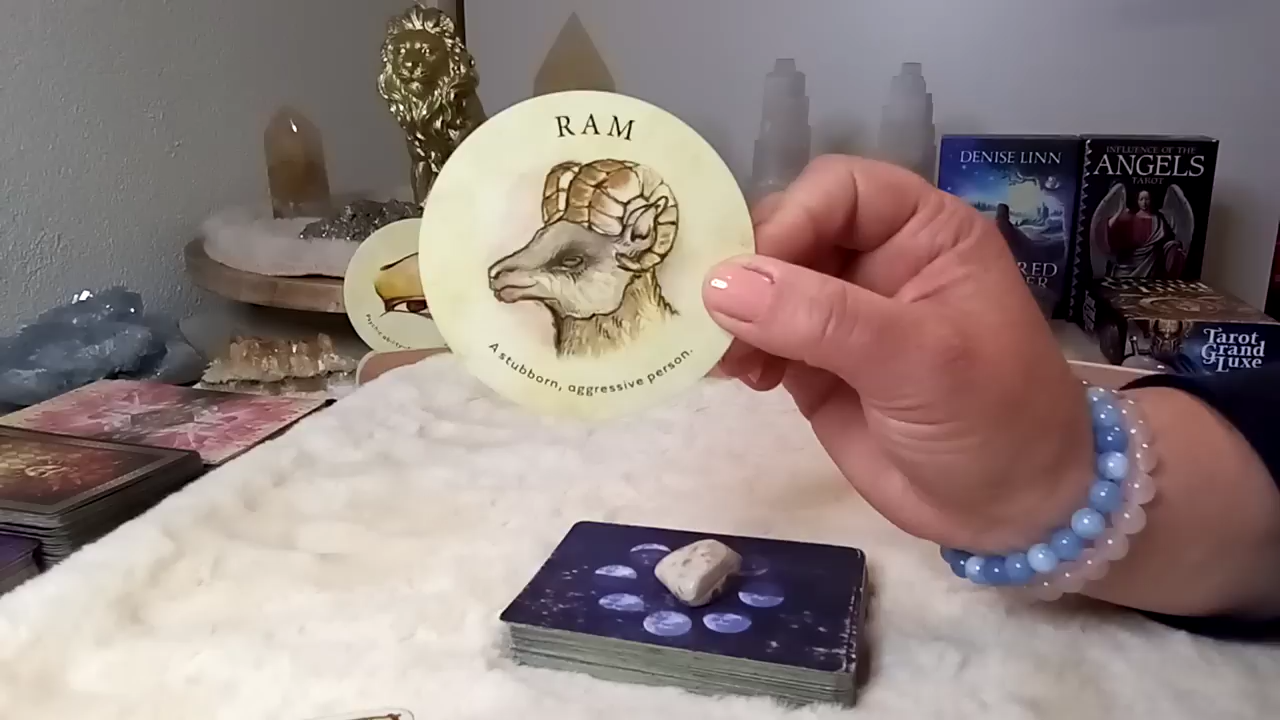 RAM
A stubborn, aggressive person.
DENISE LINN
INFLUENCE OF THE
ANGELS
TAROT
Tarot
Grand
Luxe